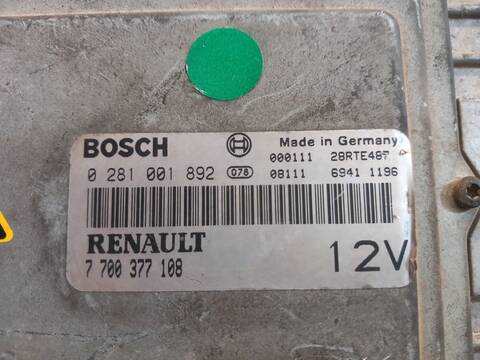 BOSCH
Made in Germany
000111 28RTE487
0 281 001 892 Q78 08111 6941 1196
RENAULT
7 700 377 108
12V